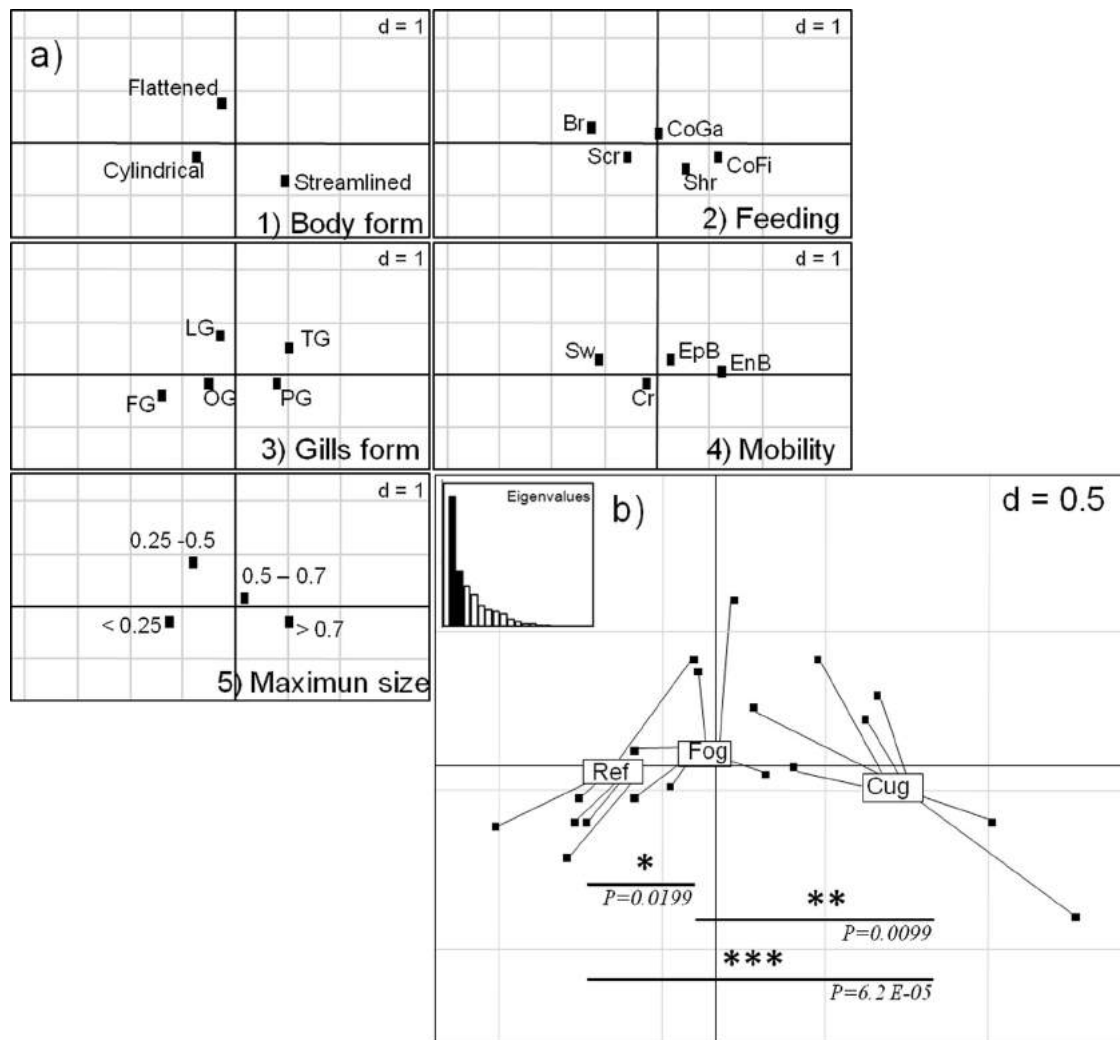 a)
d = 1
Flattened
Cylindrical
Streamlined
1) Body form
d = 1
Br
CoGa
Scr
CoFi
Shr
2) Feeding
d = 1
LG
TG
FG
OG
PG
3) Gills form
d = 1
Sw
EpB
EnB
Cr
4) Mobility
d = 1
0.25 -0.5
0.5 – 0.7
< 0.25
> 0.7
5) Maximun size
Eigenvalues
b)
d = 0.5
Fog
Ref
Cug
*
P=0.0199
**
P=0.0099
***
P=6.2 E-05